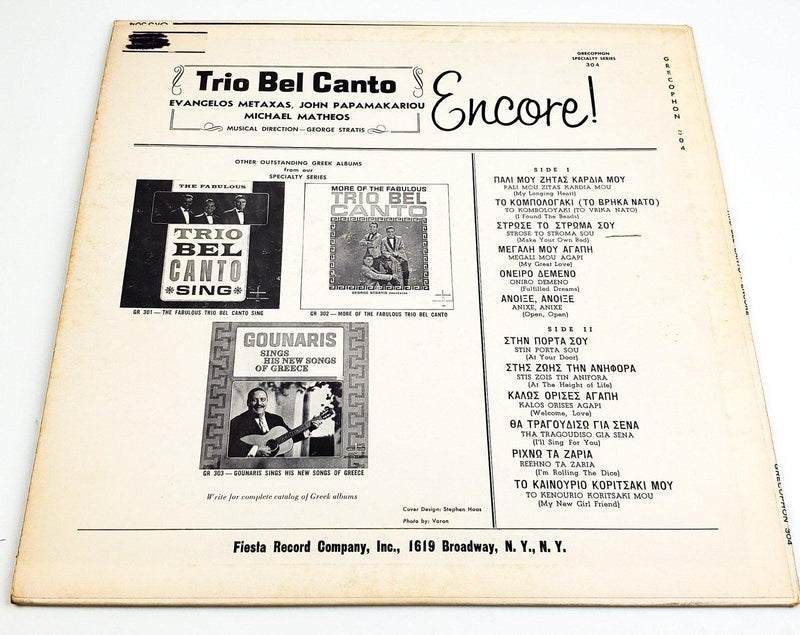 GRECOPHON
SPECIALTY SERIES
304
Trio Bel Canto
EVANGELOS METAXAS, JOHN PAPAMAKARIOU
MICHAEL MATHEOS
MUSICAL DIRECTION — GEORGE STRATIS
Encore!
GRECOPHON 304
OTHER OUTSTANDING GREEK ALBUMS
from our
SPECIALTY SERIES
THE FABULOUS
TRIO
BEL
CANTO
SING
GR 301 — THE FABULOUS TRIO BEL CANTO SING
MORE OF THE FABULOUS
TRIO BEL
CANTO
GEORGE STRATIS
GR 302 — MORE OF THE FABULOUS TRIO BEL CANTO
GOUNARIS
SINGS
HIS NEW SONGS
OF GREECE
GR 303 — GOUNARIS SINGS HIS NEW SONGS OF GREECE
Write for complete catalog of Greek albums
Cover Design: Stephen Haas
Photo by: Varon
SIDE I
ΠΑΛΙ ΜΟΥ ΖΗΤΑΣ ΚΑΡΔΙΑ ΜΟΥ
PALI MOU ZITAS KARDIA MOU
(My Longing Heart)
ΤΟ ΚΟΜΠΟΛΟΓΑΚΙ (ΤΟ ΒΡΗΚΑ ΝΑΤΟ)
TO KOMBOLOYAKI (TO VRIKA NATO)
(I Found The Beads)
ΣΤΡΩΣΕ ΤΟ ΣΤΡΩΜΑ ΣΟΥ
STROSE TO STROMA SOU
(Make Your Own Bed)
ΜΕΓΑΛΗ ΜΟΥ ΑΓΑΠΗ
MEGALI MOU AGAPI
(My Great Love)
ΟΝΕΙΡΟ ΔΕΜΕΝΟ
ONIRO DEMENO
(Fulfilled Dreams)
ΑΝΟΙΞΕ, ΑΝΟΙΞΕ
ANIXE, ANIXE
(Open, Open)
SIDE II
ΣΤΗΝ ΠΟΡΤΑ ΣΟΥ
STIN PORTA SOU
(At Your Door)
ΣΤΗΣ ΖΩΗΣ ΤΗΝ ΑΝΗΦΟΡΑ
STIS ZOIS TIN ANIFORA
(At The Height of Life)
ΚΑΛΩΣ ΟΡΙΣΕΣ ΑΓΑΠΗ
KALOS ORISES AGAPI
(Welcome, Love)
ΘΑ ΤΡΑΓΟΥΔΙΣΩ ΓΙΑ ΣΕΝΑ
THA TRAGOUDISO GIA SENA
(I'll Sing For You)
ΡΙΧΝΩ ΤΑ ΖΑΡΙΑ
REEHNO TA ZARIA
(I'm Rolling The Dice)
ΤΟ ΚΑΙΝΟΥΡΙΟ ΚΟΡΙΤΣΑΚΙ ΜΟΥ
TO KENOURIO KORITSAKI MOU
(My New Girl Friend)
GRECOPHON 304
Fiesta Record Company, Inc., 1619 Broadway, N. Y., N. Y.